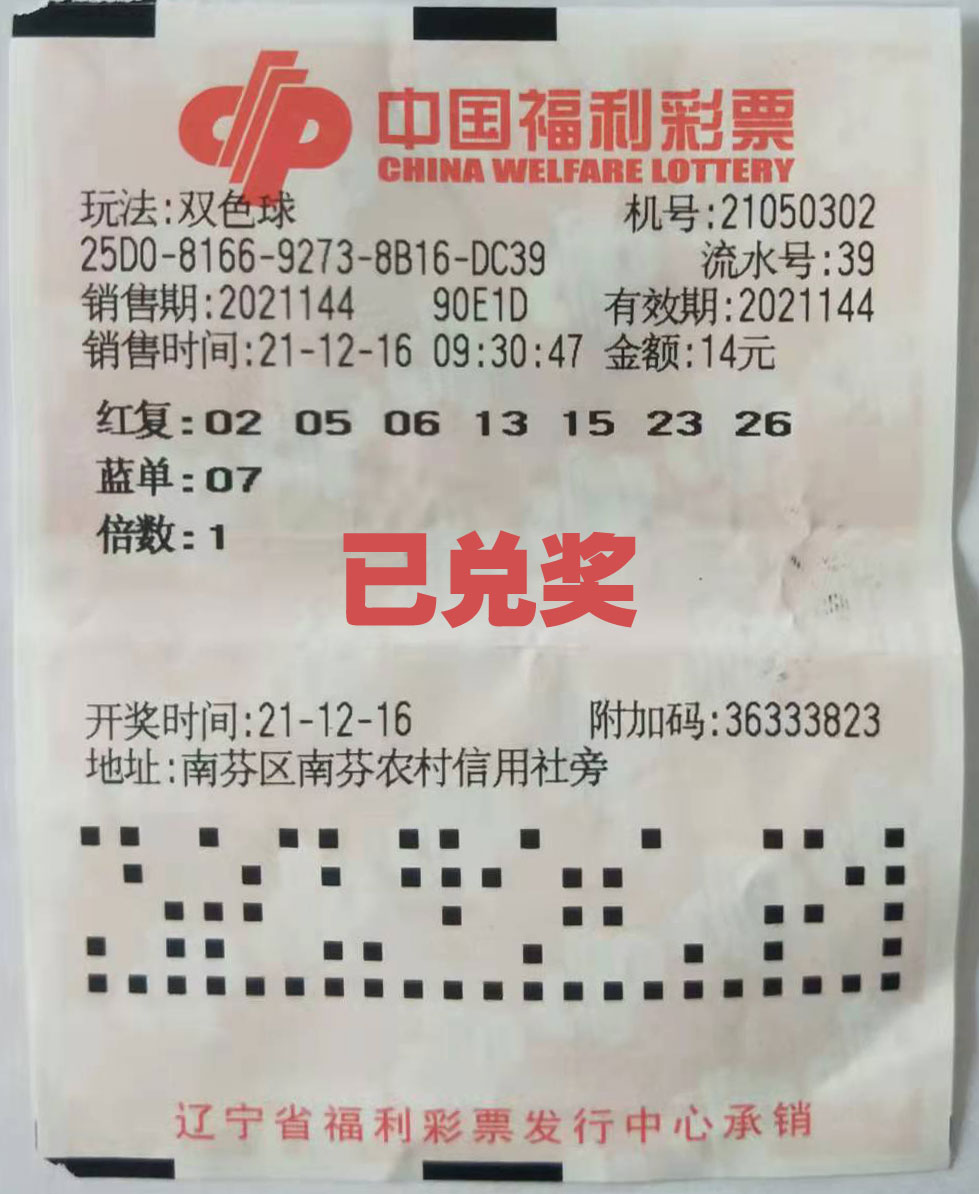 中国福利彩票
CHINA WELFARE LOTTERY
玩法:双色球 机号:21050302
25D0-8166-9273-8B16-DC39 流水号:39
销售期:2021144 90E1D 有效期:2021144
销售时间:21-12-16 09:30:47 金额:14元
红复:02 05 06 13 15 23 26
蓝单:07
倍数:1
已兑奖
开奖时间:21-12-16 附加码:36333823
地址:南芬区南芬农村信用社旁
辽宁省福利彩票发行中心承销